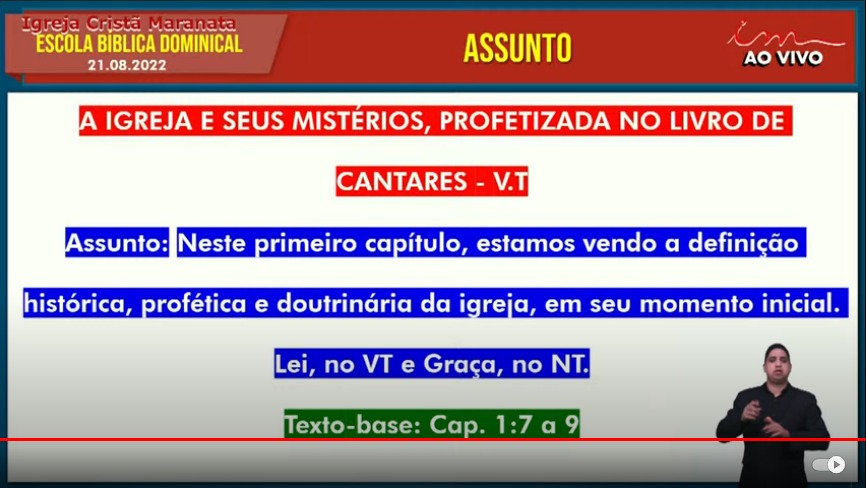 Igreja Cristã Maranata
ESCOLA BÍBLICA DOMINICAL
21.08.2022
ASSUNTO
im
AO VIVO
A IGREJA E SEUS MISTÉRIOS, PROFETIZADA NO LIVRO DE
CANTARES - V.T
Assunto: Neste primeiro capítulo, estamos vendo a definição
histórica, profética e doutrinária da igreja, em seu momento inicial.
Lei, no VT e Graça, no NT.
Texto-base: Cap. 1:7 a 9